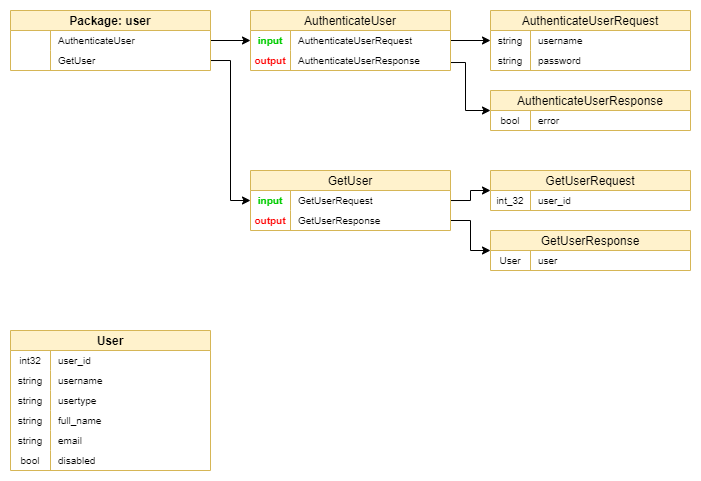 Package: user
AuthenticateUser
GetUser
AuthenticateUser
input AuthenticateUserRequest
output AuthenticateUserResponse
AuthenticateUserRequest
string username
string password
AuthenticateUserResponse
bool error
GetUser
input GetUserRequest
output GetUserResponse
GetUserRequest
int_32 user_id
GetUserResponse
User user
User
int32 user_id
string username
string usertype
string full_name
string email
bool disabled